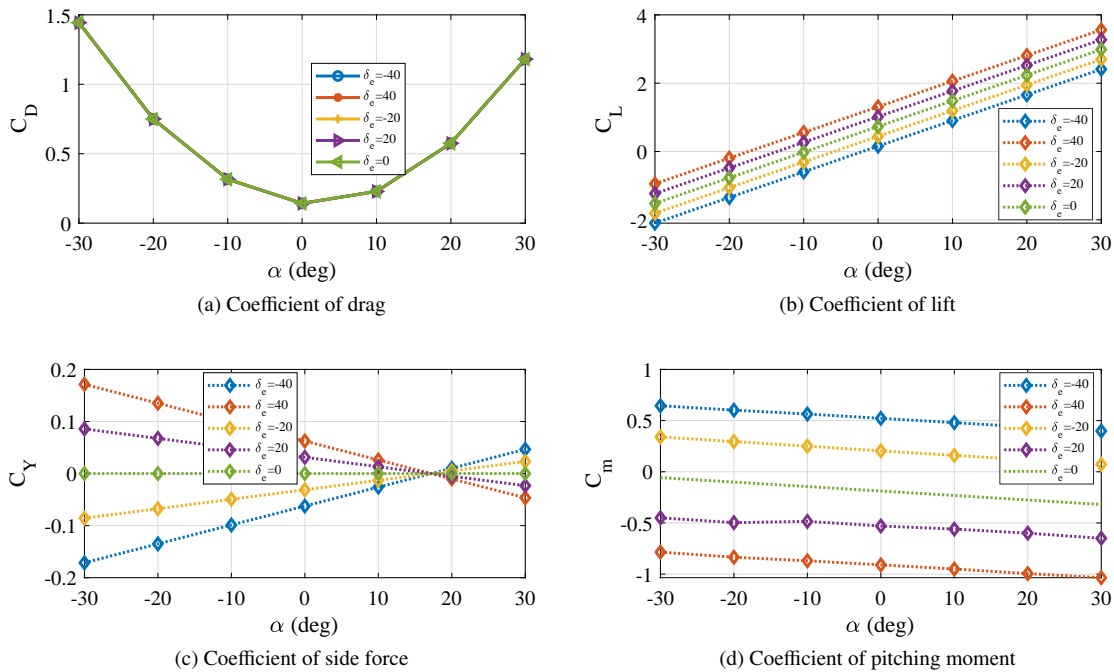 1.5
1
0.5
0
C_D
δ_e=-40
δ_e=40
δ_e=-20
δ_e=20
δ_e=0
-30 -20 -10 0 10 20 30
α (deg)
(a) Coefficient of drag
4
2
0
-2
C_L
δ_e=-40
δ_e=40
δ_e=-20
δ_e=20
δ_e=0
-30 -20 -10 0 10 20 30
α (deg)
(b) Coefficient of lift
0.2
0.1
0
-0.1
-0.2
C_Y
δ_e=-40
δ_e=40
δ_e=-20
δ_e=20
δ_e=0
-30 -20 -10 0 10 20 30
α (deg)
(c) Coefficient of side force
1
0.5
0
-0.5
-1
C_m
δ_e=-40
δ_e=40
δ_e=-20
δ_e=20
δ_e=0
-30 -20 -10 0 10 20 30
α (deg)
(d) Coefficient of pitching moment